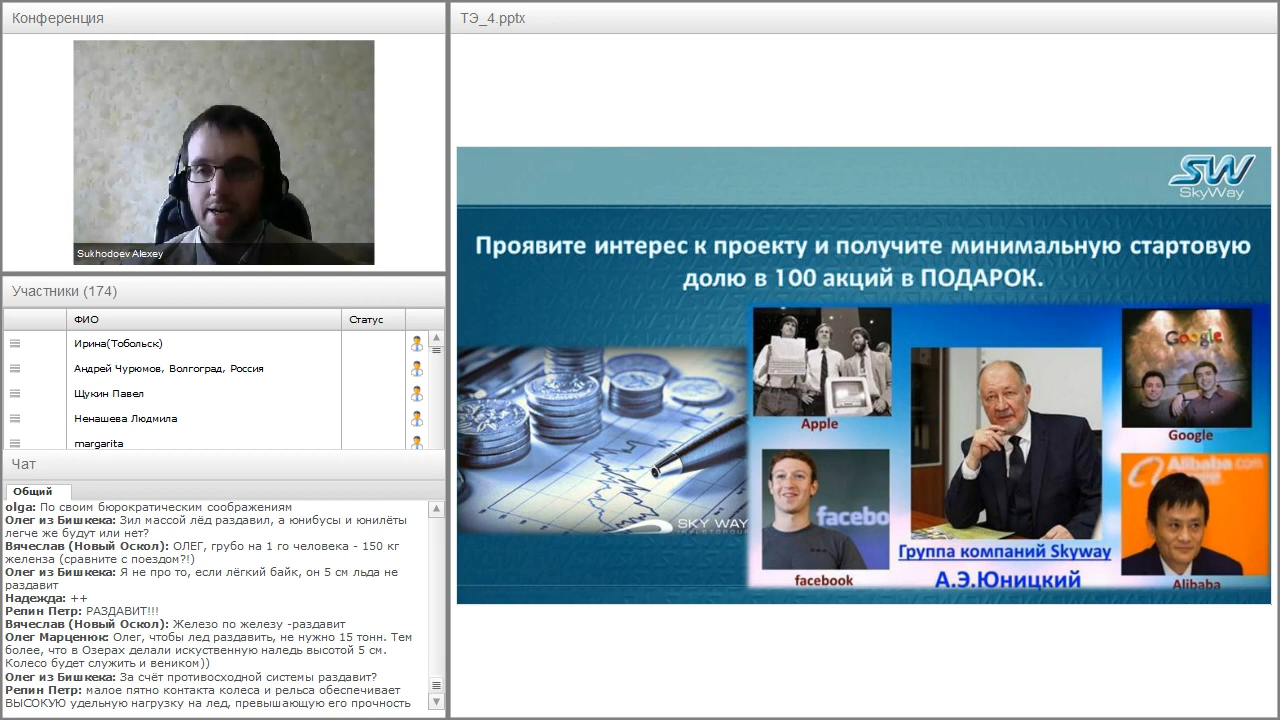 Конференция
Sukhodoev Alexey
Участники (174)
ФИО
Статус
Ирина(Тобольск)
Андрей Чурюмов, Волгоград, Россия
Щукин Павел
Ненашева Людмила
margarita
Чат
Общий
olga: По своим бюрократическим соображениям
Олег из Бишкека: Зил массой лёд раздавил, а юнибусы и юнилёты
легче же будут или нет?
Вячеслав (Новый Оскол): ОЛЕГ, грубо на 1 го человека - 150 кг
желенза (сравните с поездом?!)
Олег из Бишкека: Я не про то, если лёгкий байк, он 5 см льда не
раздавит
Надежда: ++
Репин Петр: РАЗДАВИТ!!!
Вячеслав (Новый Оскол): Железо по железу -раздавит
Олег Марценюк: Олег, чтобы лед раздавить, не нужно 15 тонн. Тем
более, что в Озерах делали искуственную наледь высотой 5 см.
Колесо будет служить и веником))
Олег из Бишкека: За счёт противосходной системы раздавит?
Репин Петр: малое пятно контакта колеса и рельса обеспечивает
ВЫСОКУЮ удельную нагрузку на лед, превышающую его прочность
ТЭ_4.pptx
SW
SkyWay
Проявите интерес к проекту и получите минимальную стартовую
долю в 100 акций в ПОДАРОК.
SKY WAY
Apple
facebo
facebook
Группа компаний Skyway
А.Э.Юницкий
Google
Google
Alibaba.com
Alibaba